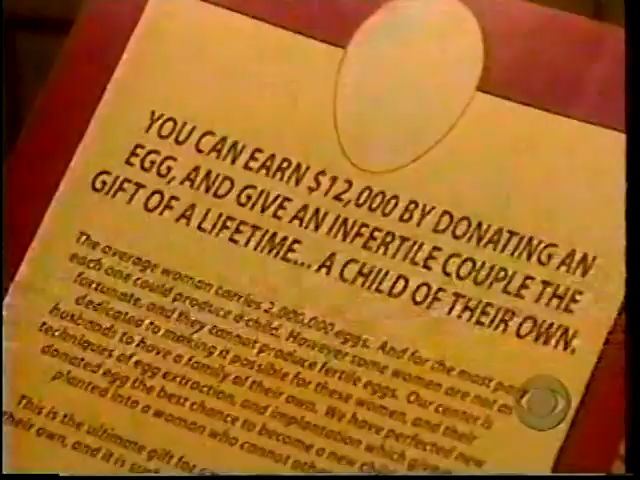 YOU CAN EARN $12,000 BY DONATING AN
EGG, AND GIVE AN INFERTILE COUPLE THE
GIFT OF A LIFETIME... A CHILD OF THEIR OWN.
The average woman carries 2,000,000 eggs. And for the most part
each one could produce a child. However some women are not as
fortunate, and they cannot produce fertile eggs. Our center is
dedicated to making it possible for these women, and their
husbands to have a family of their own. We have perfected new
techniques of egg extraction, and implantation which
donated egg the best chance to become a new
planted into a woman who cannot
This is the ultimate gift for
their own, and it is